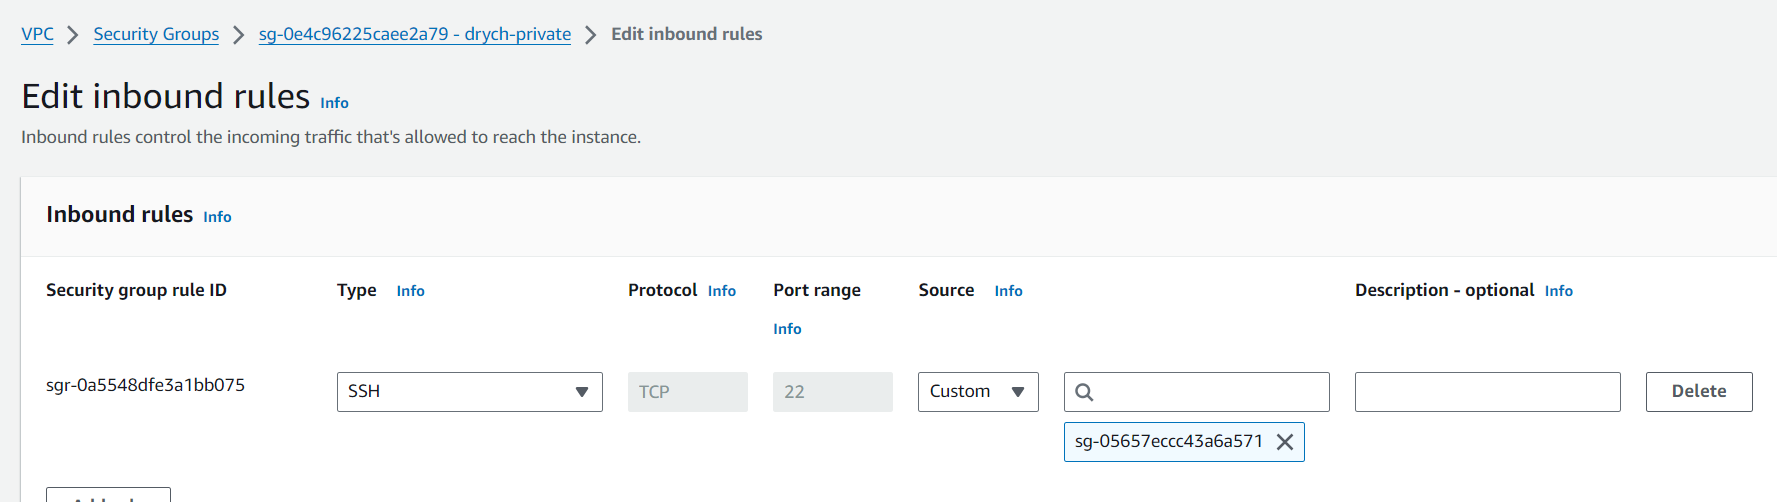 VPC > Security Groups > sg-0e4c96225caee2a79 - drych-private > Edit inbound rules
Edit inbound rules Info
Inbound rules control the incoming traffic that's allowed to reach the instance.
Inbound rules Info
Security group rule ID Type Info Protocol Info Port range Source Info Description - optional Info
Info
sgr-0a5548dfe3a1bb075 SSH TCP 22 Custom Delete
sg-05657eccc43a6a571